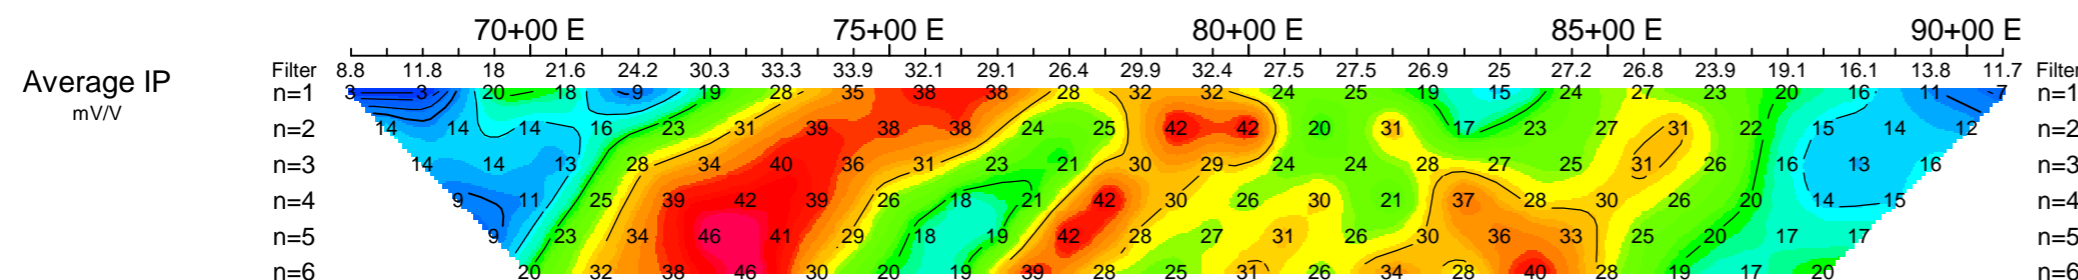 70+00 E 75+00 E 80+00 E 85+00 E 90+00 E
Average IP
mV/V
Filter 8.8 11.8 18 21.6 24.2 30.3 33.3 33.9 32.1 29.1 26.4 29.9 32.4 27.5 27.5 26.9 25 27.2 26.8 23.9 19.1 16.1 13.8 11.7 Filter
n=1 3 3 20 18 9 19 28 35 38 38 28 32 32 24 25 19 15 24 27 23 20 16 11 7 n=1
n=2 14 14 14 16 23 31 39 38 38 24 25 42 42 20 31 17 23 27 31 22 15 14 12 n=2
n=3 14 14 13 28 34 40 36 31 23 21 30 29 24 24 28 27 25 31 26 16 13 16 n=3
n=4 9 11 25 39 42 39 26 18 21 42 30 26 30 21 37 28 30 26 20 14 15 n=4
n=5 9 23 34 46 41 29 18 19 42 28 27 31 26 30 36 33 25 20 17 17 n=5
n=6 20 32 38 46 30 20 19 39 28 25 31 26 34 28 40 28 19 17 20 n=6